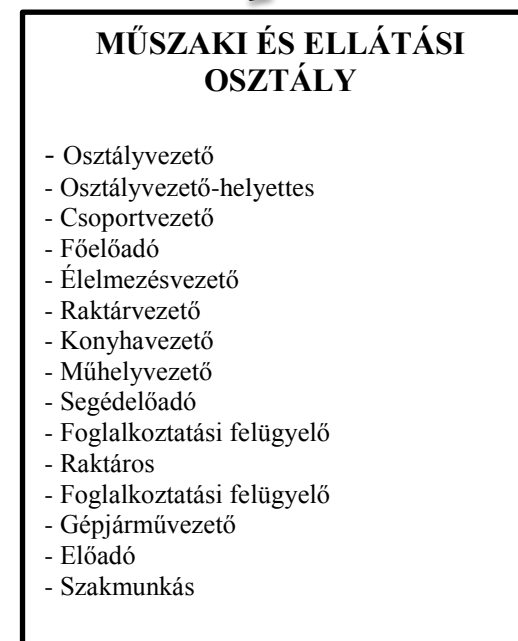 MŰSZAKI ÉS ELLÁTÁSI
OSZTÁLY
- Osztályvezető
- Osztályvezető-helyettes
- Csoportvezető
- Főelőadó
- Élelmezésvezető
- Raktárvezető
- Konyhavezető
- Műhelyvezető
- Segédelőadó
- Foglalkoztatási felügyelő
- Raktáros
- Foglalkoztatási felügyelő
- Gépjárművezető
- Előadó
- Szakmunkás